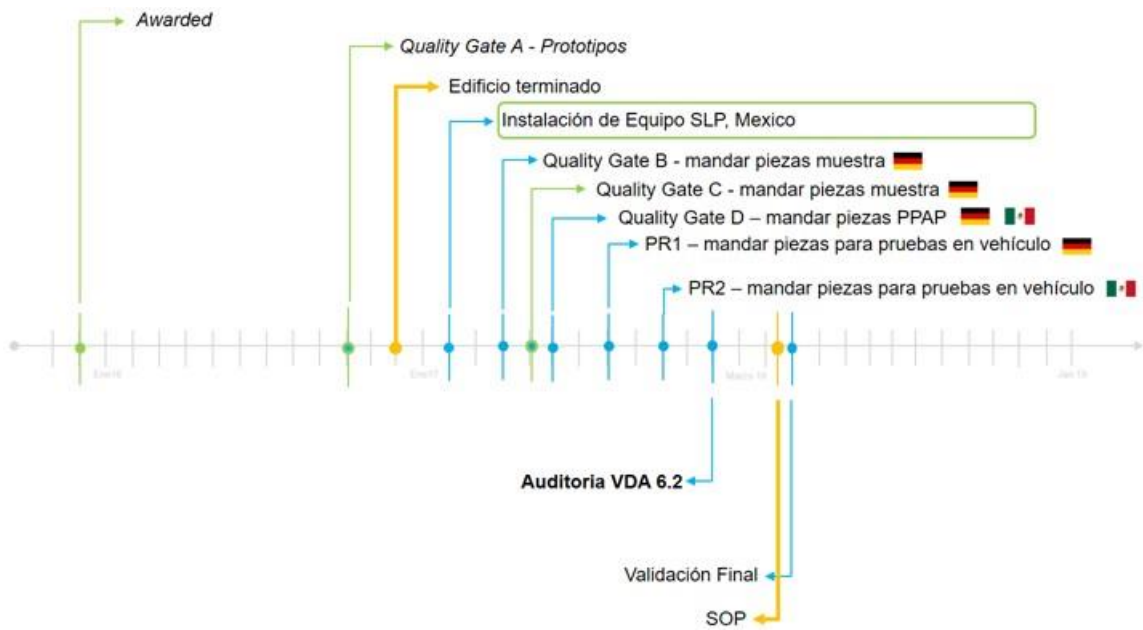 Awarded
Quality Gate A - Prototipos
Edificio terminado
Instalación de Equipo SLP, Mexico
Quality Gate B - mandar piezas muestra
Quality Gate C - mandar piezas muestra
Quality Gate D – mandar piezas PPAP
PR1 – mandar piezas para pruebas en vehículo
PR2 – mandar piezas para pruebas en vehículo
Auditoria VDA 6.2
Validación Final
SOP